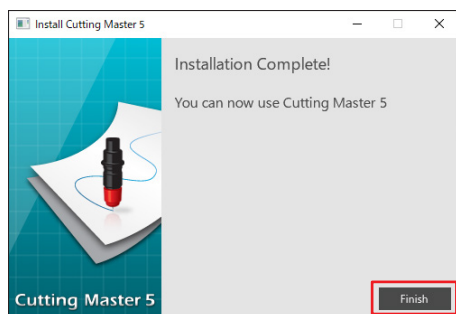 Install Cutting Master 5
Installation Complete!
You can now use Cutting Master 5
Cutting Master 5
Finish